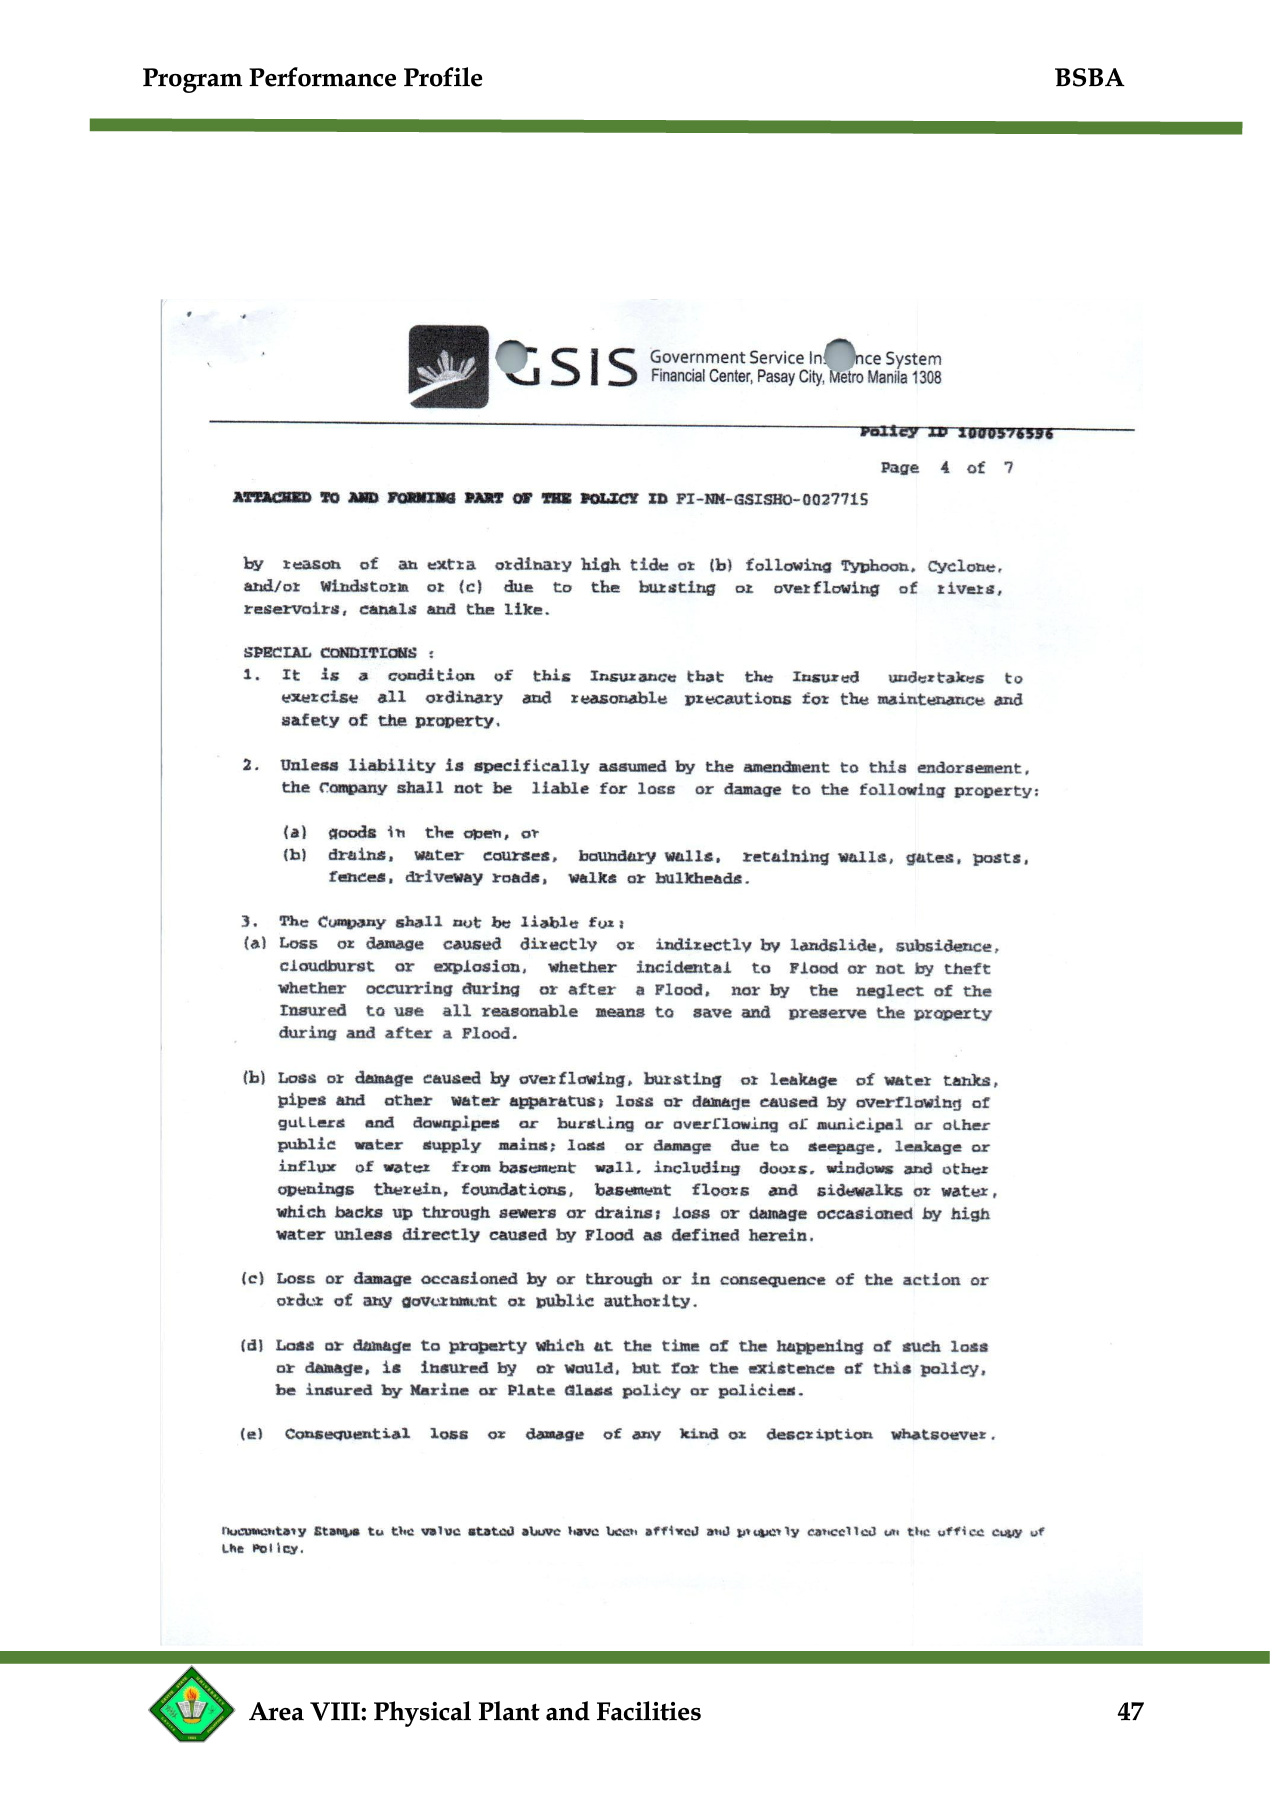 Program Performance Profile BSBA
GSIS Government Service In nce System
Financial Center, Pasay City, Metro Manila 1308
Policy ID 1000576596
Page 4 of 7
ATTACHED TO AND FORMING PART OF THE POLICY ID FI-NM-GSISHO-0027715
by reason of an extra ordinary high tide or (b) following Typhoon, Cyclone,
and/or Windstorm or (c) due to the bursting or overflowing of rivers,
reservoirs, canals and the like.
SPECIAL CONDITIONS :
1. It is a condition of this Insurance that the Insured undertakes to
exercise all ordinary and reasonable precautions for the maintenance and
safety of the property.
2. Unless liability is specifically assumed by the amendment to this endorsement,
the Company shall not be liable for loss or damage to the following property:
(a) goods in the open, or
(b) drains, water courses, boundary walls, retaining walls, gates, posts,
fences, driveway roads, walks or bulkheads.
3. The Company shall not be liable for:
(a) Loss or damage caused directly or indirectly by landslide, subsidence,
cloudburst or explosion, whether incidental to Flood or not by theft
whether occurring during or after a Flood, nor by the neglect of the
Insured to use all reasonable means to save and preserve the property
during and after a Flood.
(b) Loss or damage caused by overflowing, bursting or leakage of water tanks,
pipes and other water apparatus; loss or damage caused by overflowing of
gutters and downpipes or bursting or overflowing of municipal or other
public water supply mains; loss or damage due to seepage, leakage or
influx of water from basement wall, including doors, windows and other
openings therein, foundations, basement floors and sidewalks or water,
which backs up through sewers or drains; loss or damage occasioned by high
water unless directly caused by Flood as defined herein.
(c) Loss or damage occasioned by or through or in consequence of the action or
order of any government or public authority.
(d) Loss or damage to property which at the time of the happening of such loss
or damage, is insured by or would, but for the existence of this policy,
be insured by Marine or Plate Glass policy or policies.
(e) Consequential loss or damage of any kind or description whatsoever.
Documentary Stamps to the value stated above have been affixed and properly cancelled on the office copy of
the Policy.
Area VIII: Physical Plant and Facilities 47